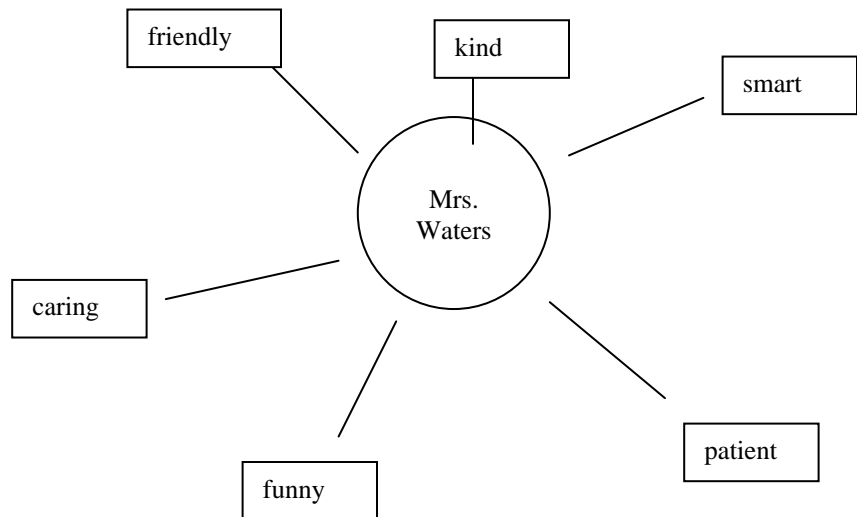 friendly
kind
smart
Mrs.
Waters
caring
patient
funny